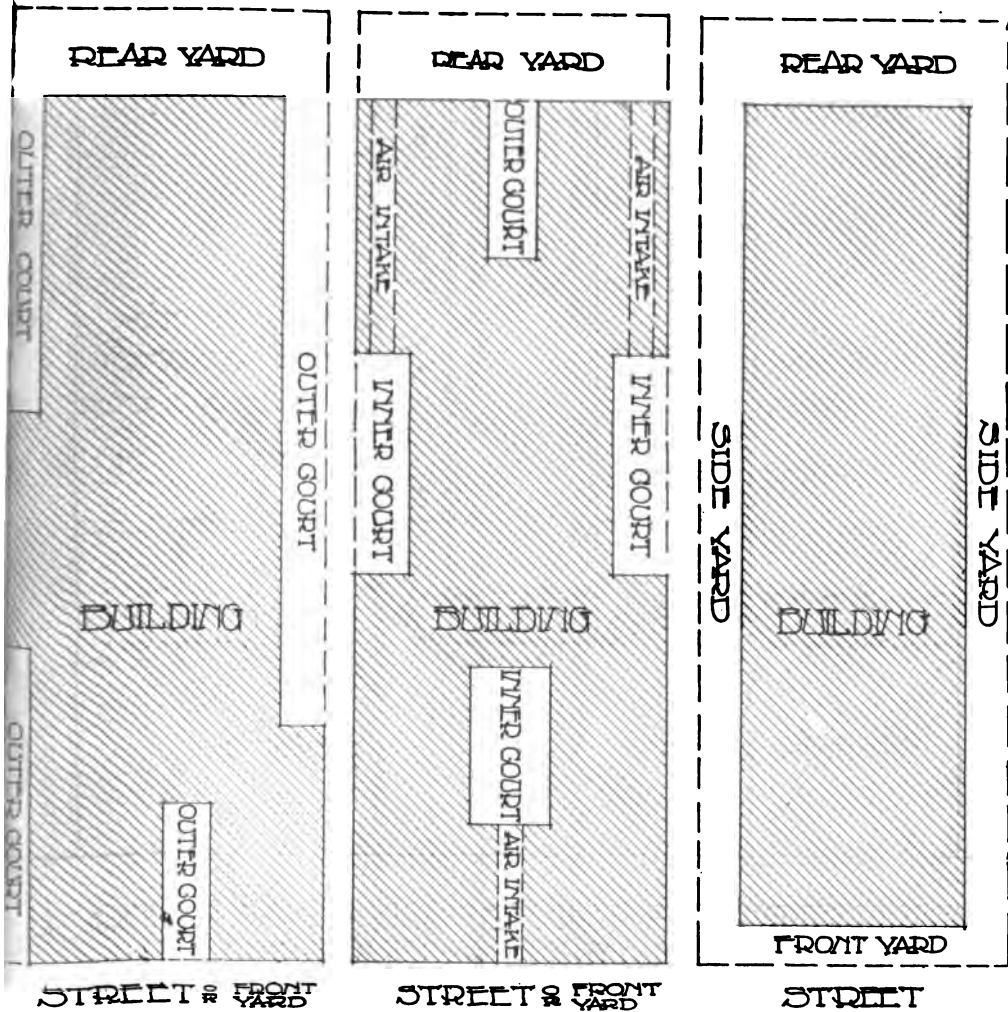 REAR YARD
OUTER COURT
OUTER COURT
BUILDING
OUTER COURT
OUTER COURT
STREET OR FRONT YARD
REAR YARD
OUTER COURT
AIR INTAKE
AIR INTAKE
INNER COURT
INNER COURT
BUILDING
INNER COURT
AIR INTAKE
STREET OR FRONT YARD
REAR YARD
SIDE YARD
SIDE YARD
BUILDING
FRONT YARD
STREET